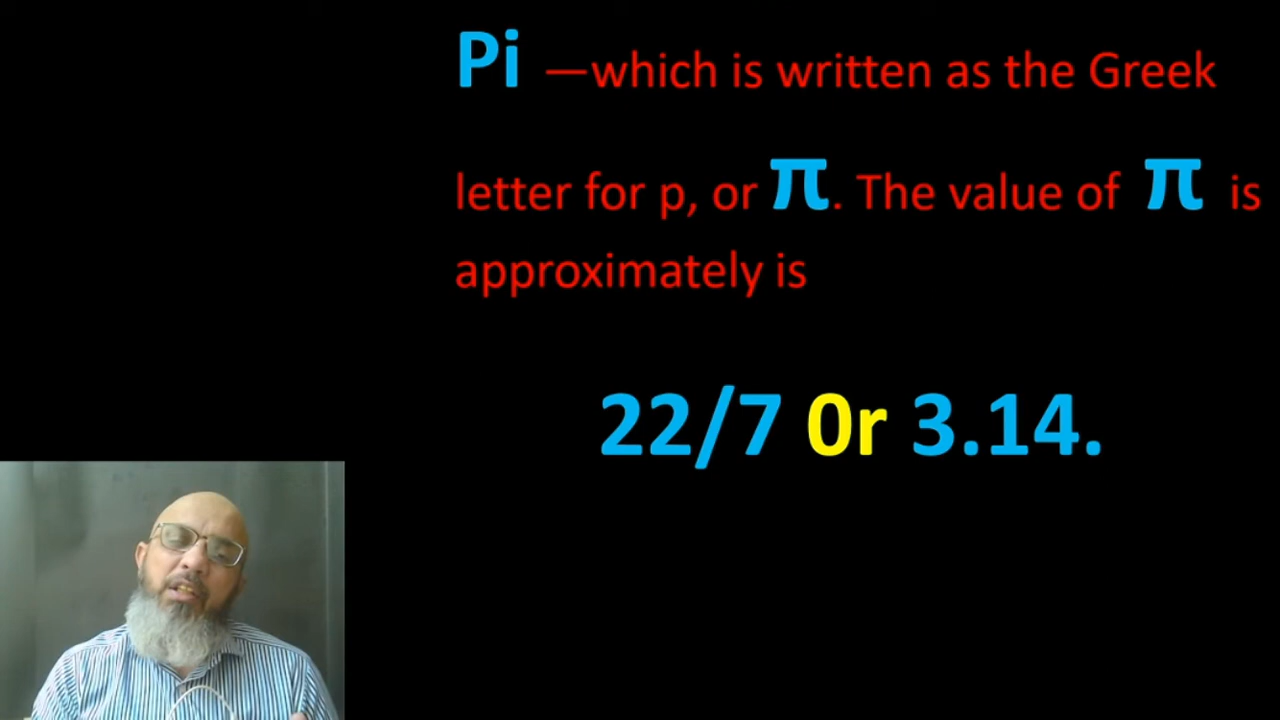 Pi —which is written as the Greek
letter for p, or π. The value of π is
approximately is
22/7 0r 3.14.